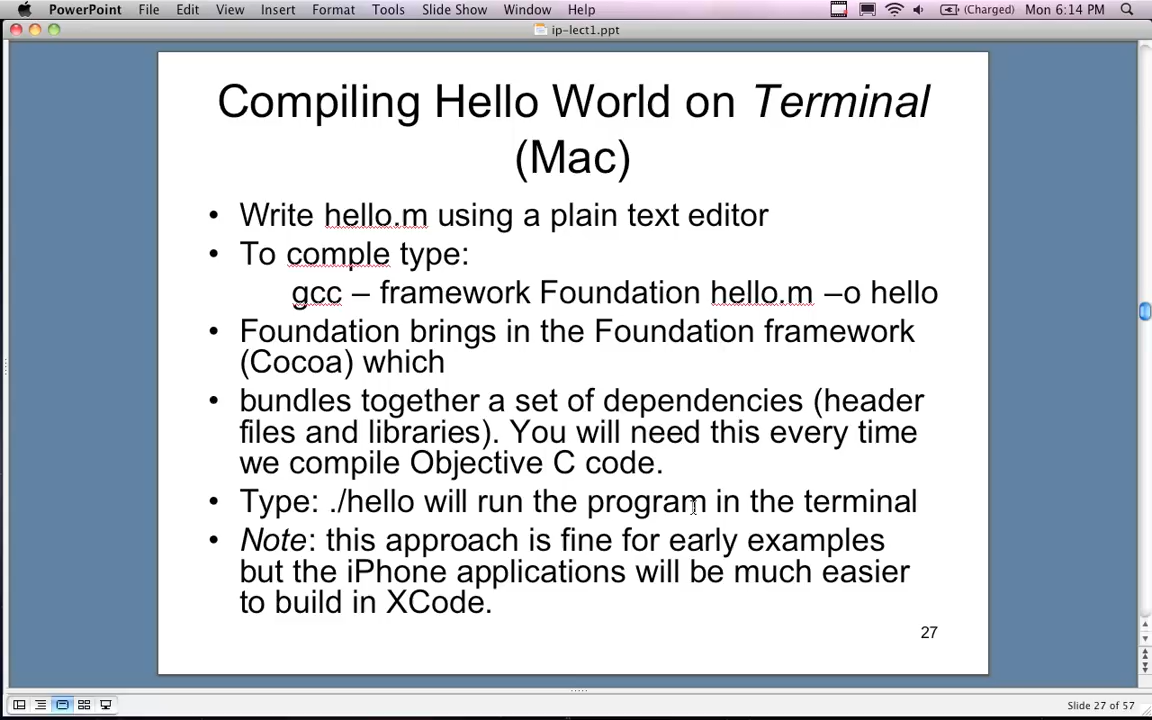 PowerPoint File Edit View Insert Format Tools Slide Show Window Help (Charged) Mon 6:14 PM
ip-lect1.ppt
Compiling Hello World on Terminal
(Mac)
• Write hello.m using a plain text editor
• To comple type:
gcc – framework Foundation hello.m –o hello
• Foundation brings in the Foundation framework
(Cocoa) which
• bundles together a set of dependencies (header
files and libraries). You will need this every time
we compile Objective C code.
• Type: ./hello will run the program in the terminal
• Note: this approach is fine for early examples
but the iPhone applications will be much easier
to build in XCode.
27
Slide 27 of 57